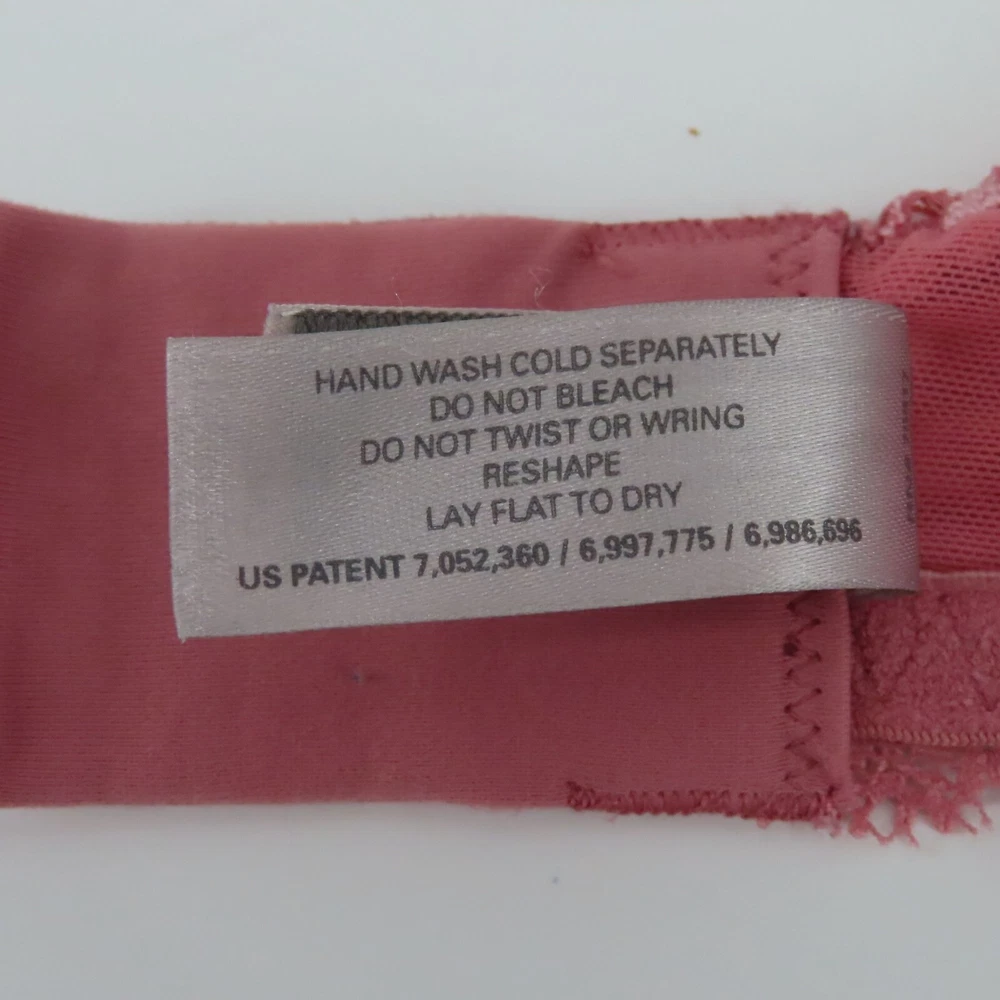 HAND WASH COLD SEPARATELY
DO NOT BLEACH
DO NOT TWIST OR WRING
RESHAPE
LAY FLAT TO DRY
US PATENT 7,052,360 / 6,997,775 / 6,986,696